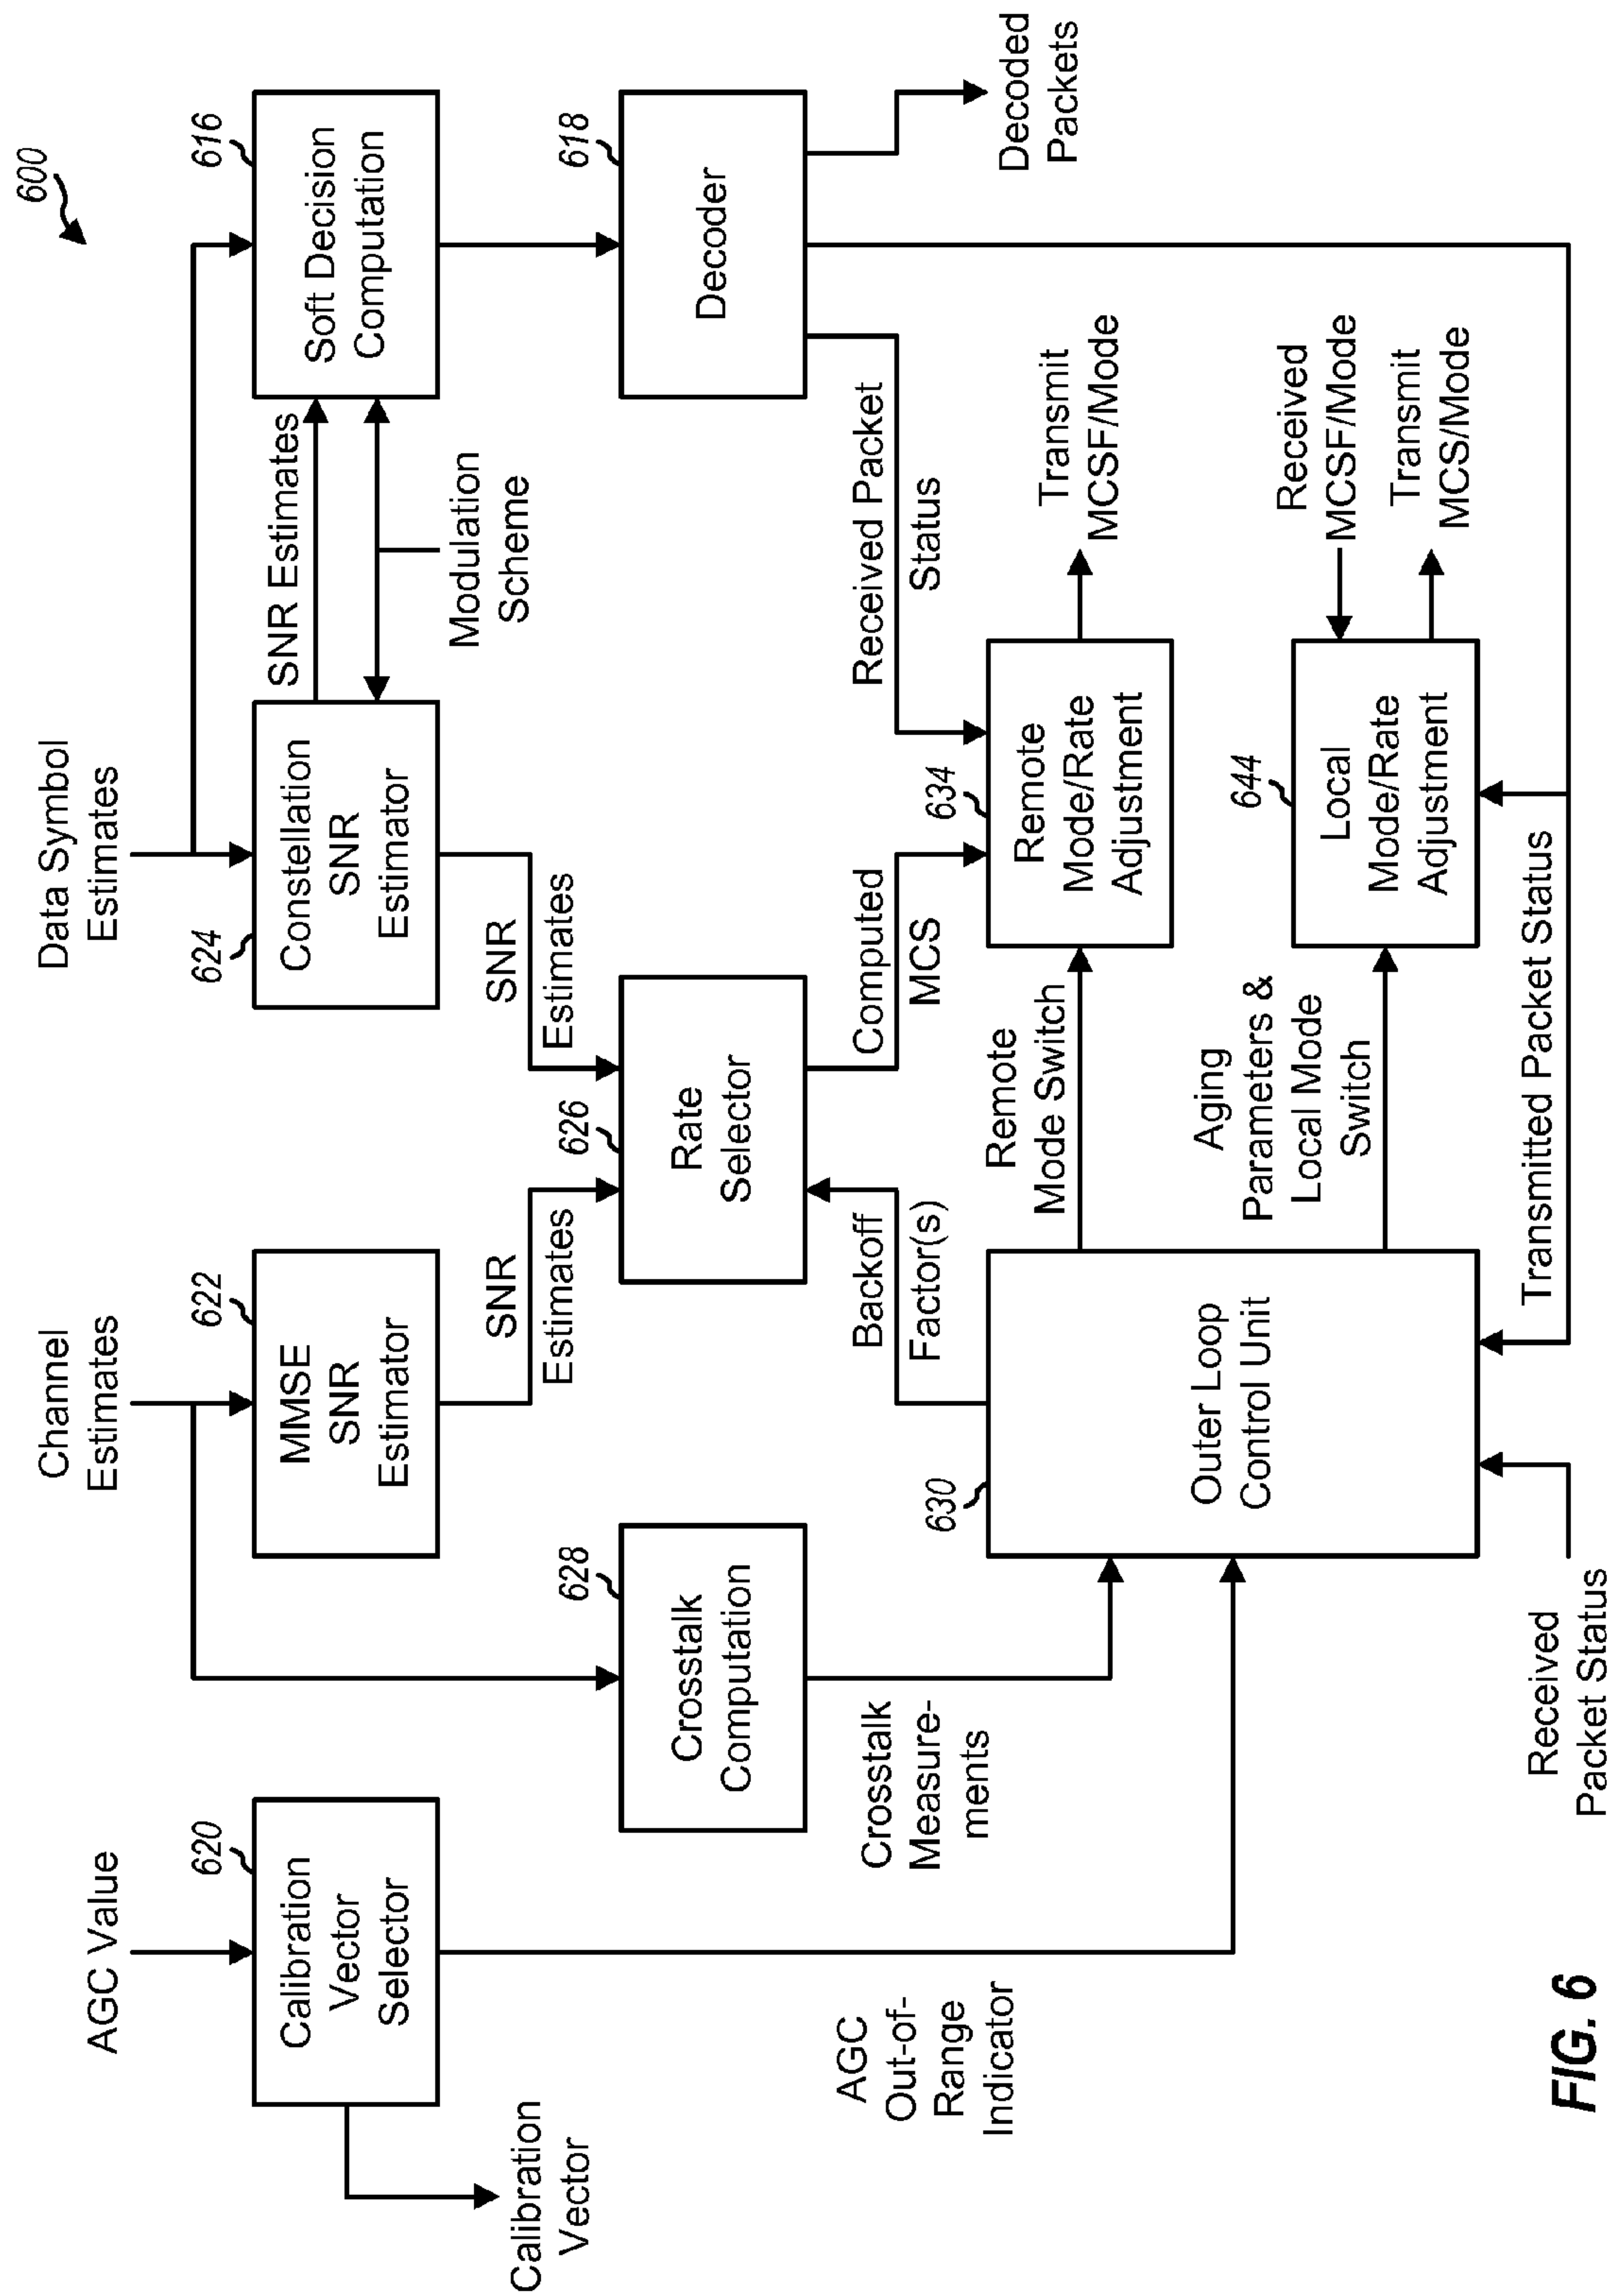 600
AGC Value
Channel
Estimates
Data Symbol
Estimates
620
Calibration
Vector
Selector
622
MMSE
SNR
Estimator
624
Constellation
SNR
Estimator
SNR Estimates
616
Soft Decision
Computation
Modulation
Scheme
Calibration
Vector
SNR
Estimates
SNR
Estimates
628
Crosstalk
Computation
626
Rate
Selector
618
Decoder
Crosstalk
Measure-
ments
AGC
Out-of-
Range
Indicator
Backoff
Factor(s)
Computed
MCS
Received Packet
Status
Decoded
Packets
630
Outer Loop
Control Unit
Remote
Mode Switch
634
Remote
Mode/Rate
Adjustment
Transmit
MCSF/Mode
Aging
Parameters &
Local Mode
Switch
644
Local
Mode/Rate
Adjustment
Received
MCSF/Mode
Transmit
MCS/Mode
Transmitted Packet Status
Received
Packet Status
FIG. 6